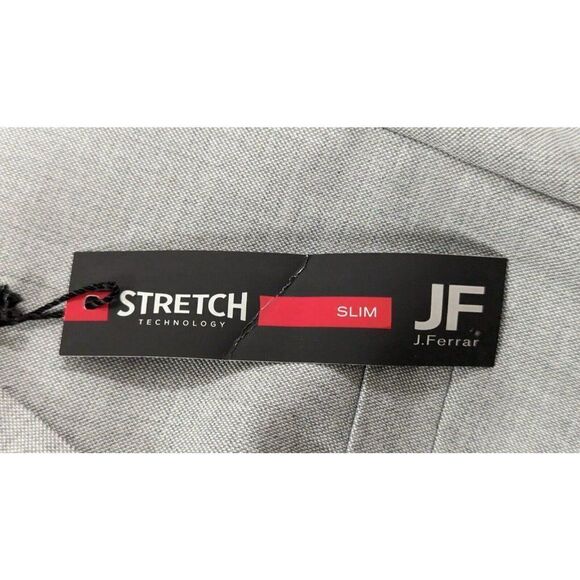 STRETCH
TECHNOLOGY
SLIM
JF
J.Ferrar